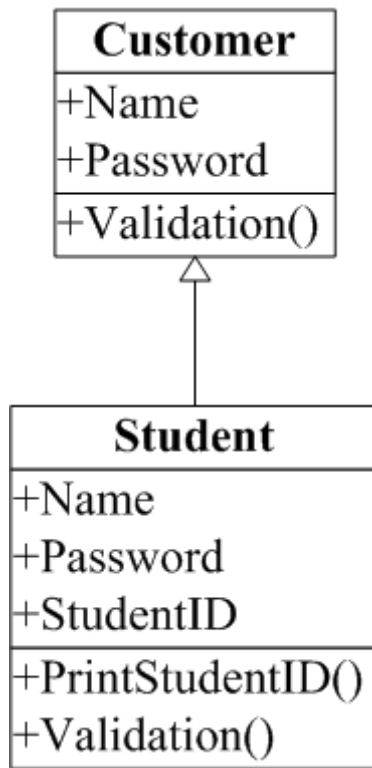 Customer
+Name
+Password
+Validation()
Student
+Name
+Password
+StudentID
+PrintStudentID()
+Validation()